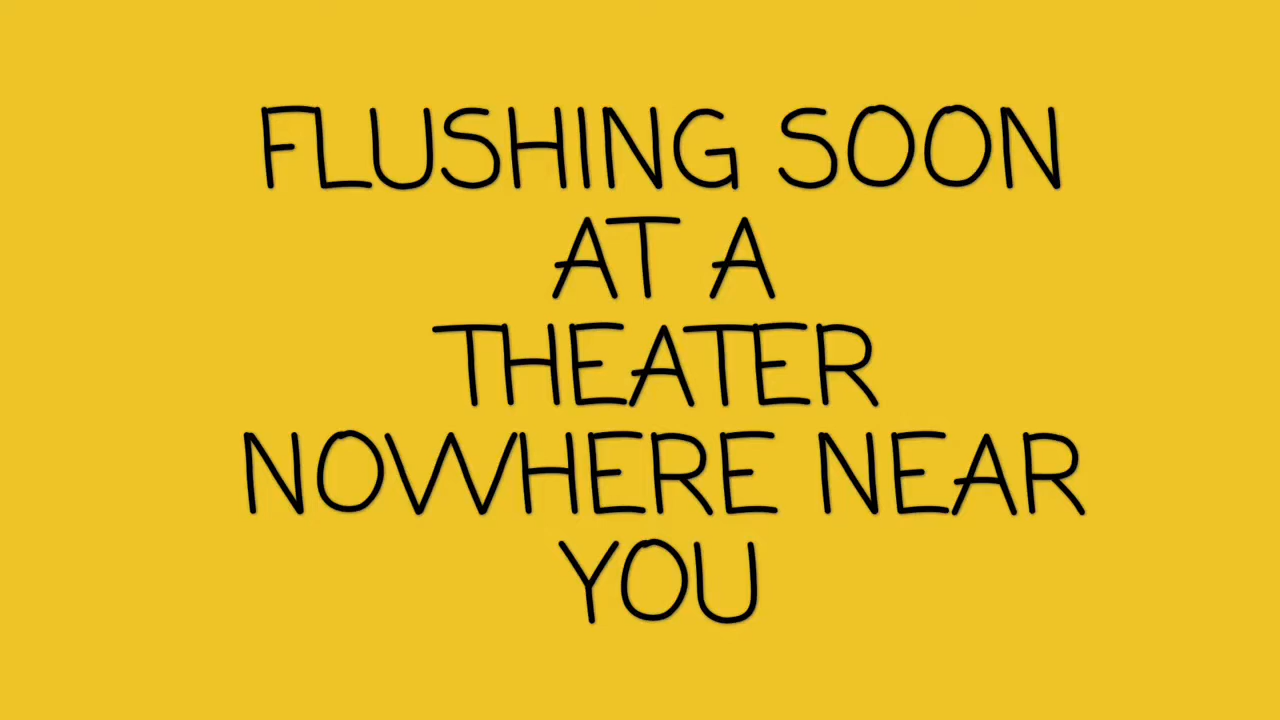 FLUSHING SOON
AT A
THEATER
NOWHERE NEAR
YOU